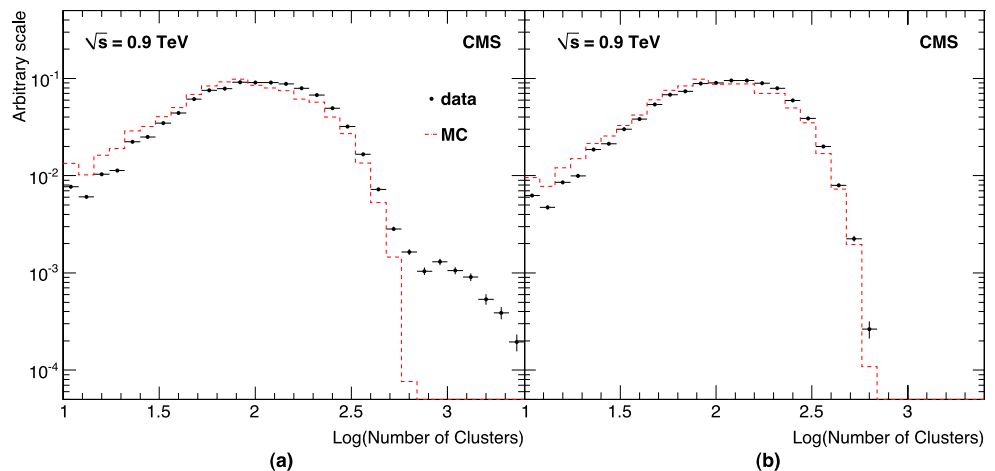 √s = 0.9 TeV CMS √s = 0.9 TeV CMS
Arbitrary scale
10⁻¹
data
MC
10⁻²
10⁻³
10⁻⁴
1 1.5 2 2.5 3 1 1.5 2 2.5 3
Log(Number of Clusters) Log(Number of Clusters)
(a) (b)